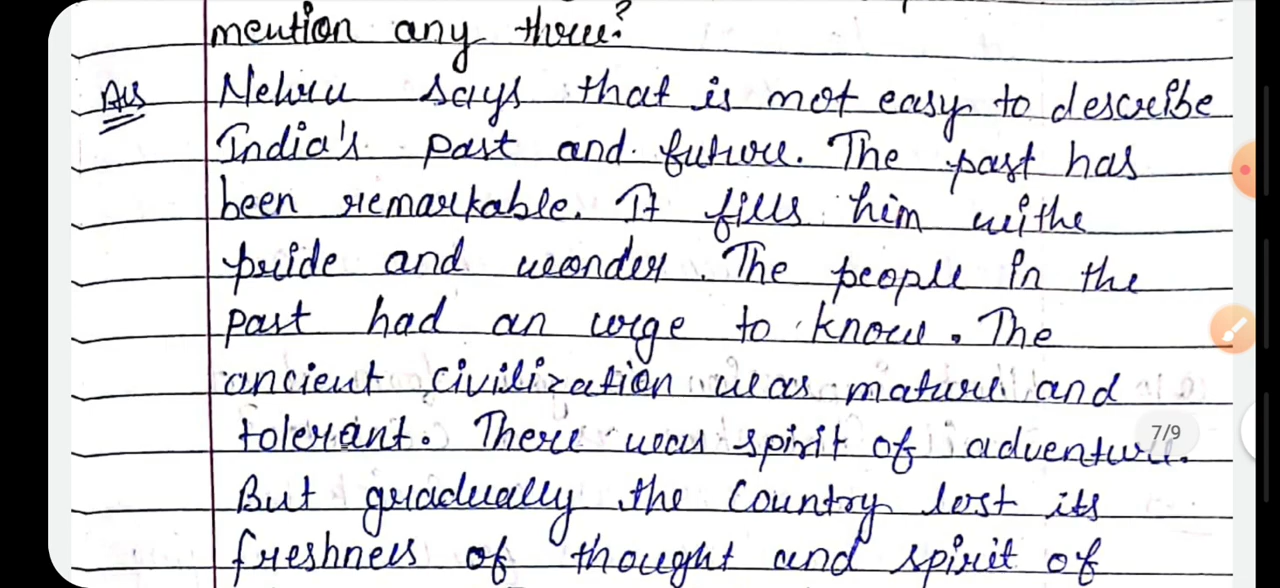 mention any three?
Ans Nehru says that is not easy to describe
India's past and future. The past has
been remarkable. It fills him withe
pride and wonder. The people in the
past had an urge to know. The
ancient civilization was mature and
tolerant. There was spirit of adventure.
7/9
But gradually the country lost its
freshness of thought and spirit of